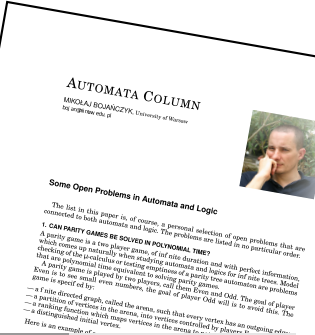 AUTOMATA COLUMN
MIKOŁAJ BOJAŃCZYK, University of Warsaw
Some Open Problems in Automata and Logic
The list in this paper is, of course, a personal selection of open problems that are
connected to both automata and logic. The problems are listed in no particular order.
1. CAN PARITY GAMES BE SOLVED IN POLYNOMIAL TIME?
A parity game is a two player game, of inf nite duration and with perfect information,
which comes up naturally when studying automata and logics for infinite trees. Model
checking of the μ-calculus or testing emptiness of a parity tree automaton are problems
that are polynomial time equivalent to solving parity games.
A parity game is played by two players, call them Even and Odd. The goal of player
Even is to see small even numbers, the goal of player Odd will is to avoid this. The
game is specif ed by:
— a f nite directed graph, called the arena, such that every vertex has an outgoing edge;
— a partition of vertices in the arena, into vertices controlled by players
— a ranking function which maps vertices in the arena to
— a distinguished initial vertex.
Here is an example of